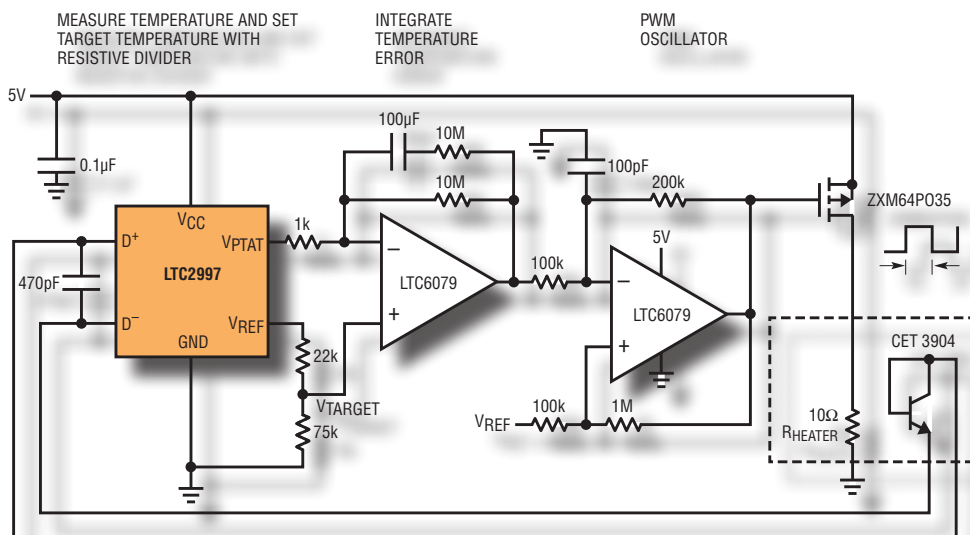 MEASURE TEMPERATURE AND SET
TARGET TEMPERATURE WITH
RESISTIVE DIVIDER
INTEGRATE
TEMPERATURE
ERROR
PWM
OSCILLATOR
5V
0.1µF
100µF
10M
10M
100pF
200k
ZXM64PO35
VCC
D+
VPTAT
1k
LTC2997
470pF
D−
VREF
GND
−
+
LTC6079
100k
5V
−
+
LTC6079
22k
VTARGET
75k
VREF
100k
1M
CET 3904
10Ω
RHEATER